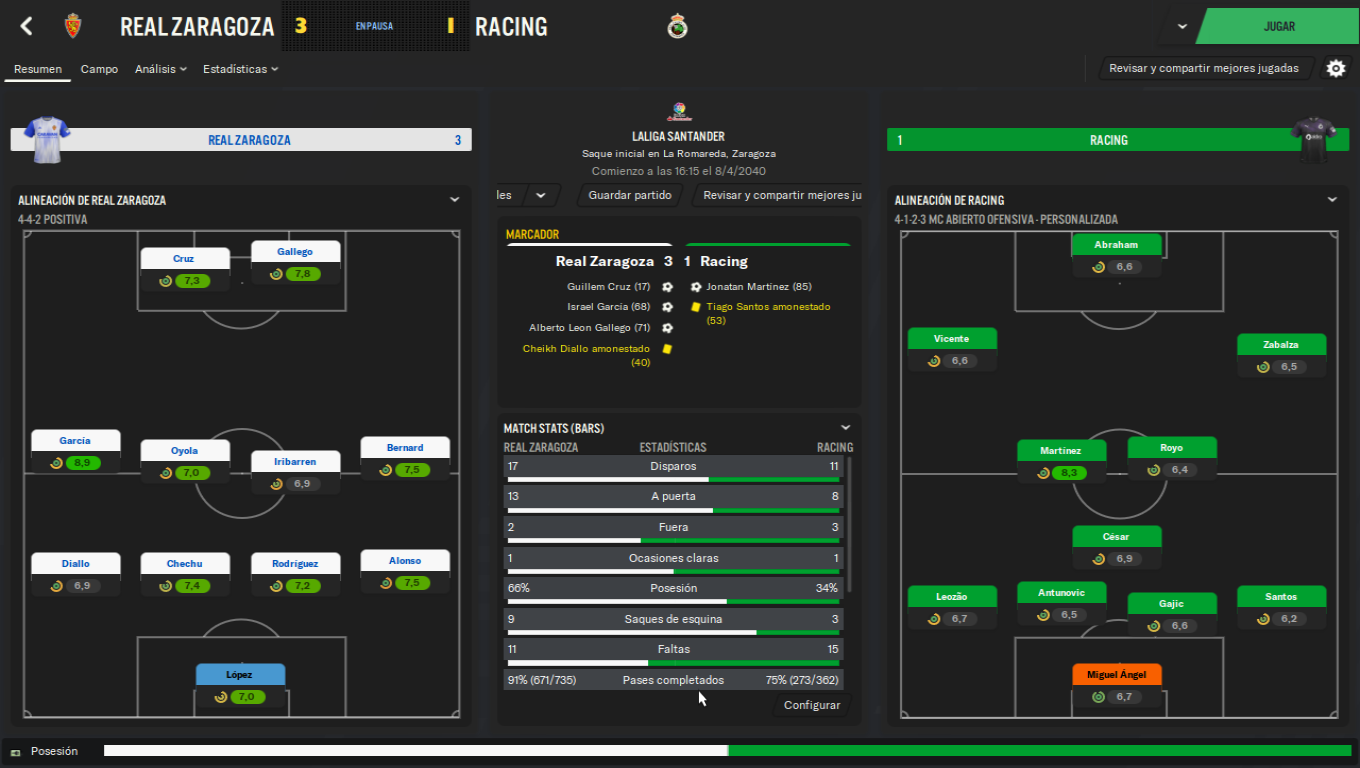 REAL ZARAGOZA
3
EN PAUSA
1
RACING
JUGAR
Resumen
Campo
Análisis
Estadísticas
Revisar y compartir mejores jugadas
REAL ZARAGOZA
3
ALINEACIÓN DE REAL ZARAGOZA
4-4-2 POSITIVA
Cruz
7,3
Gallego
7,8
García
8,9
Oyola
7,0
Iribarren
6,9
Bernard
7,5
Diallo
6,9
Chechu
7,4
Rodríguez
7,2
Alonso
7,5
López
7,0
LALIGA SANTANDER
Saque inicial en La Romareda, Zaragoza
Comienzo a las 16:15 el 8/4/2040
les
Guardar partido
Revisar y compartir mejores ju
MARCADOR
Real Zaragoza 3 1 Racing
Guillem Cruz (17)
Israel García (68)
Alberto Leon Gallego (71)
Cheikh Diallo amonestado
(40)
Jonatan Martínez (85)
Tiago Santos amonestado
(53)
MATCH STATS (BARS)
REAL ZARAGOZA ESTADÍSTICAS RACING
17 Disparos 11
13 A puerta 8
2 Fuera 3
1 Ocasiones claras 1
66% Posesión 34%
9 Saques de esquina 3
11 Faltas 15
91% (671/735) Pases completados 75% (273/362)
Configurar
1
RACING
ALINEACIÓN DE RACING
4-1-2-3 MC ABIERTO OFENSIVA - PERSONALIZADA
Abraham
6,6
Vicente
6,6
Zabalza
6,5
Martínez
8,3
Royo
6,4
César
6,9
Leozão
6,7
Antunovic
6,5
Gajic
6,6
Santos
6,2
Miguel Ángel
6,7
Posesión